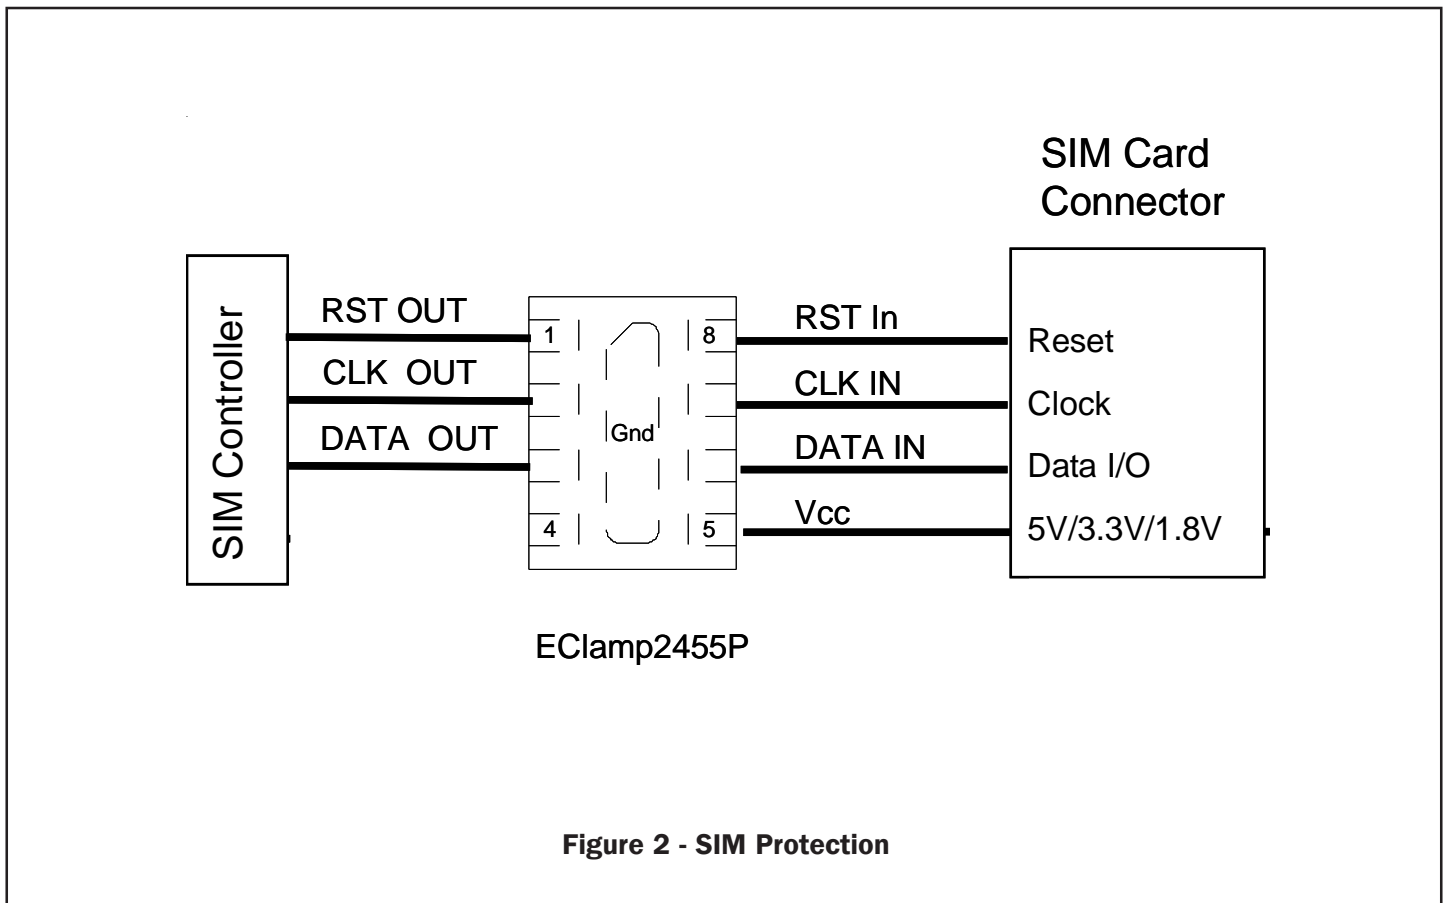 SIM Card
Connector
SIM Controller
RST OUT
CLK OUT
DATA OUT
1
8
Gnd
4
5
RST In
CLK IN
DATA IN
Vcc
Reset
Clock
Data I/O
5V/3.3V/1.8V
EClamp2455P
Figure 2 - SIM Protection